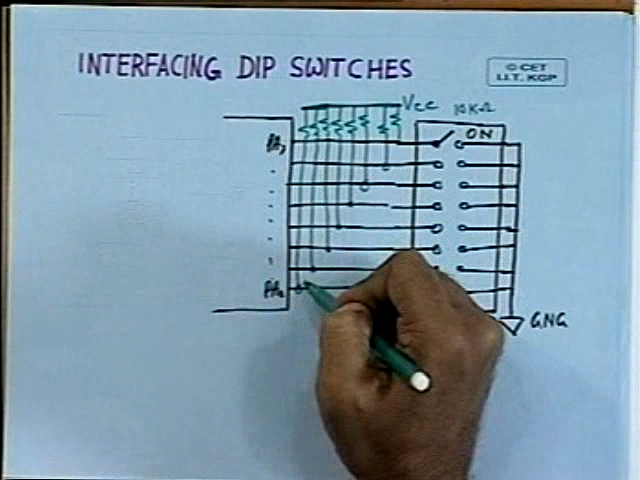 INTERFACING DIP SWITCHES
© CET
I.I.T. KGP
Vcc 10KΩ
PA7 ON
PA0
GNG